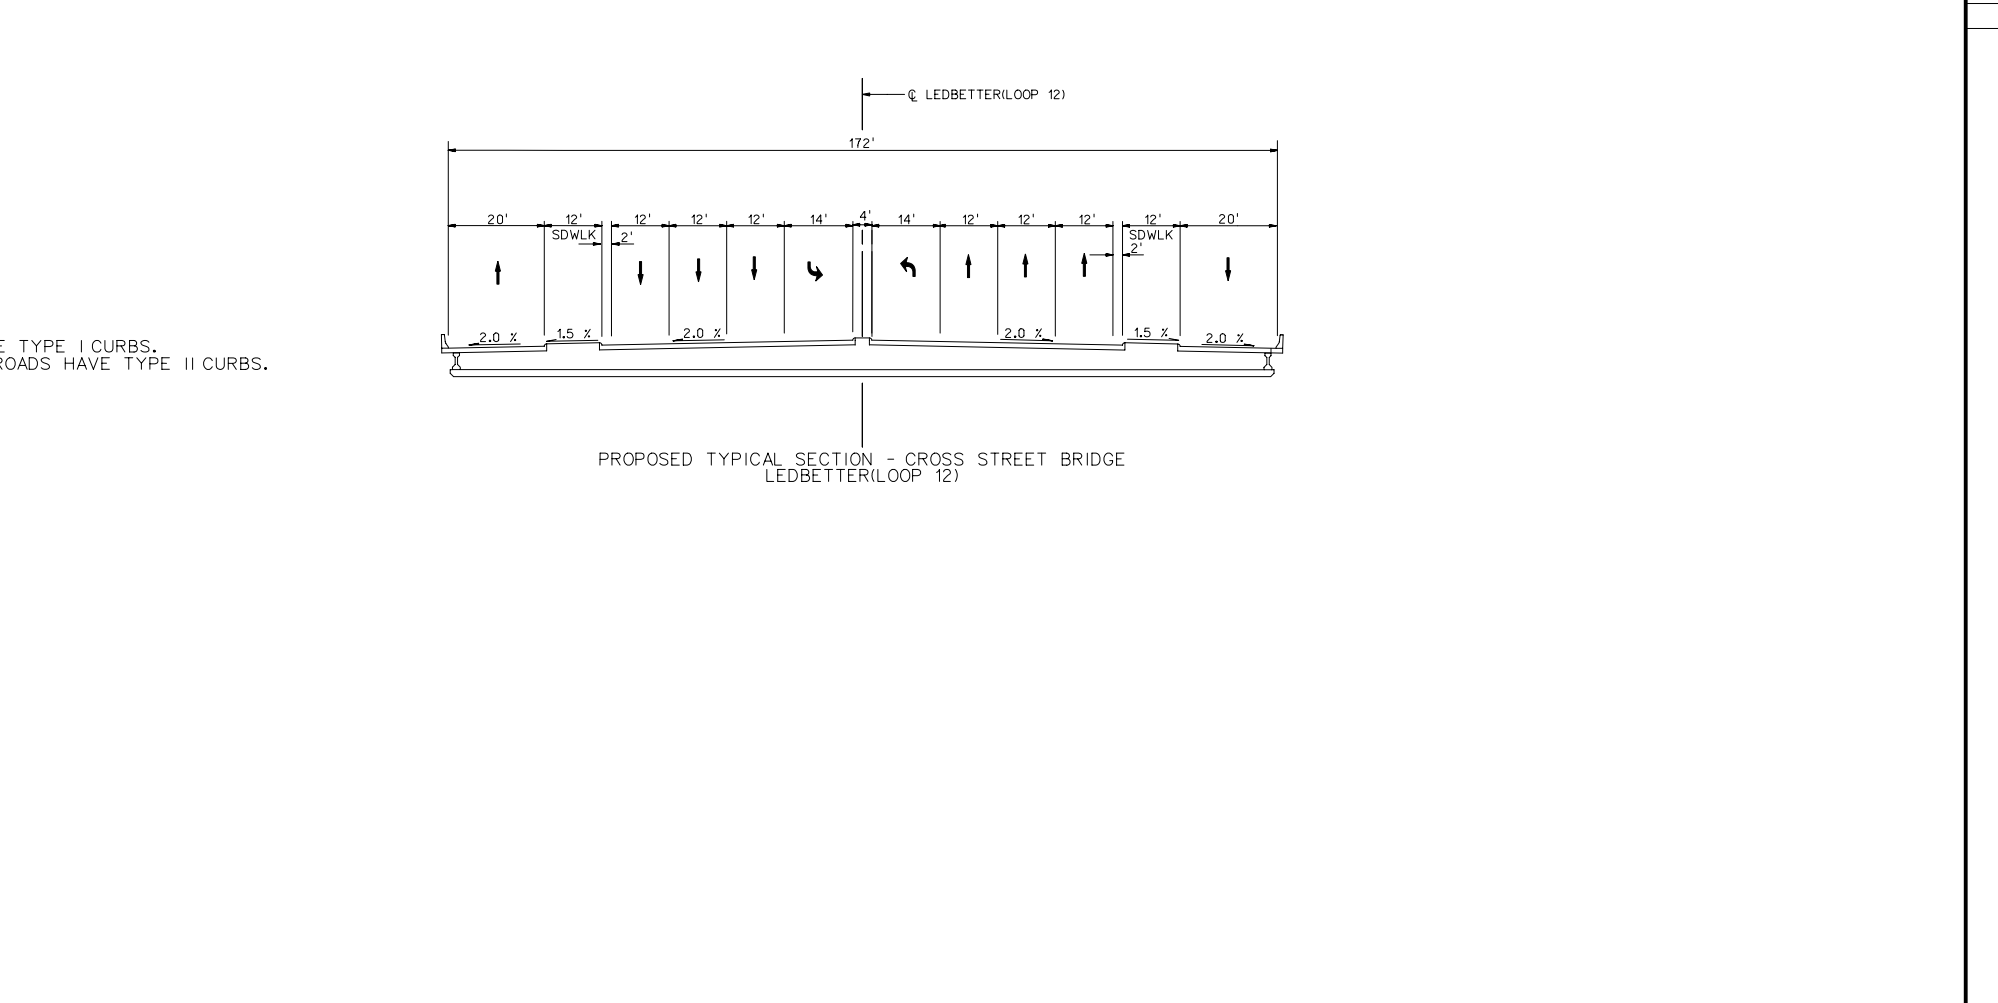 ℄ LEDBETTER(LOOP 12)
172'
20' 12' 12' 12' 12' 14' 4' 14' 12' 12' 12' 12' 20'
SDWLK 2' SDWLK
2'
2.0 % 1.5 % 2.0 % 2.0 % 1.5 % 2.0 %
E TYPE I CURBS.
ROADS HAVE TYPE II CURBS.
PROPOSED TYPICAL SECTION - CROSS STREET BRIDGE
LEDBETTER(LOOP 12)